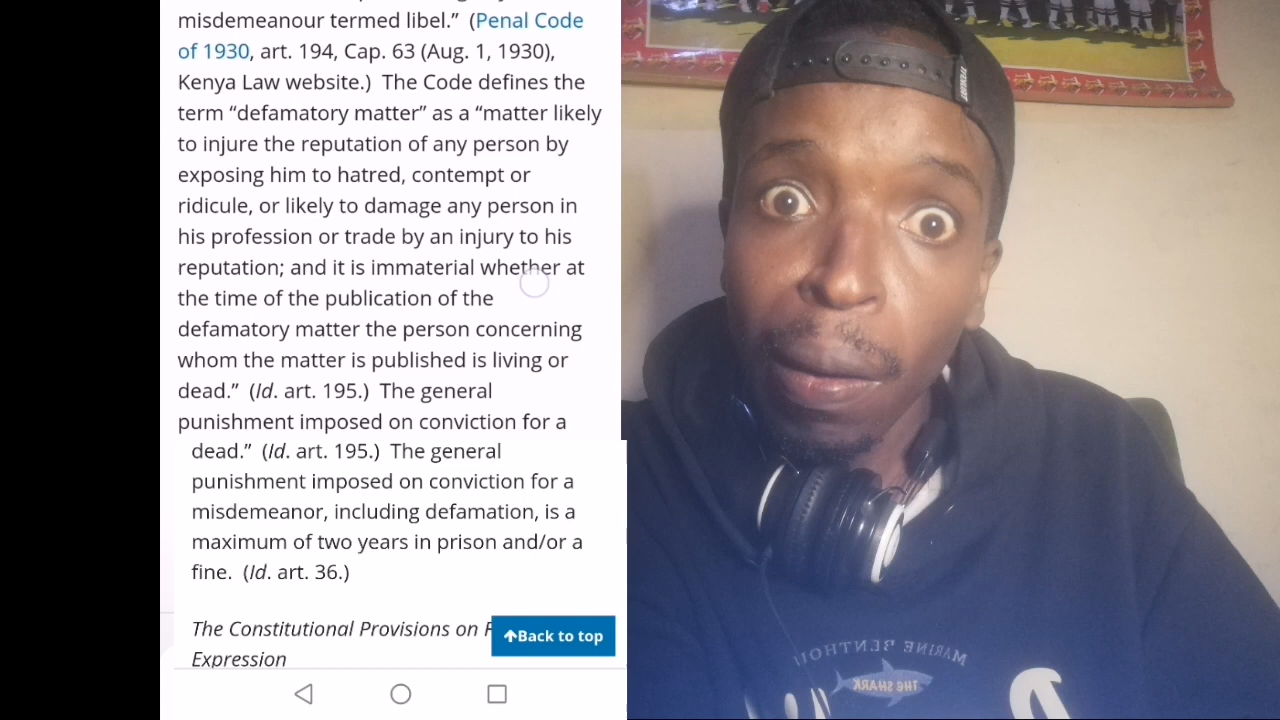 misdemeanour termed libel.” (Penal Code
of 1930, art. 194, Cap. 63 (Aug. 1, 1930),
Kenya Law website.) The Code defines the
term “defamatory matter” as a “matter likely
to injure the reputation of any person by
exposing him to hatred, contempt or
ridicule, or likely to damage any person in
his profession or trade by an injury to his
reputation; and it is immaterial whether at
the time of the publication of the
defamatory matter the person concerning
whom the matter is published is living or
dead.” (Id. art. 195.) The general
punishment imposed on conviction for a
dead.” (Id. art. 195.) The general
punishment imposed on conviction for a
misdemeanor, including defamation, is a
maximum of two years in prison and/or a
fine. (Id. art. 36.)
The Constitutional Provisions on
Expression
↑Back to top
MARINE BENTHOU
THE SHARK